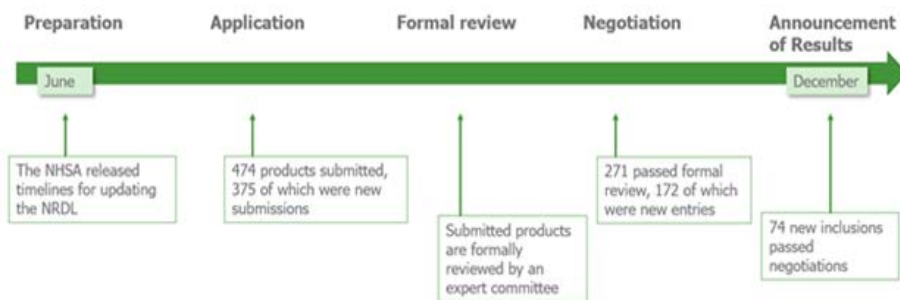 Preparation
Application
Formal review
Negotiation
Announcement
of Results
June
December
The NHSA released
timelines for updating
the NRDL
474 products submitted,
375 of which were new
submissions
Submitted products
are formally
reviewed by an
expert committee
271 passed formal
review, 172 of which
were new entries
74 new inclusions
passed
negotiations